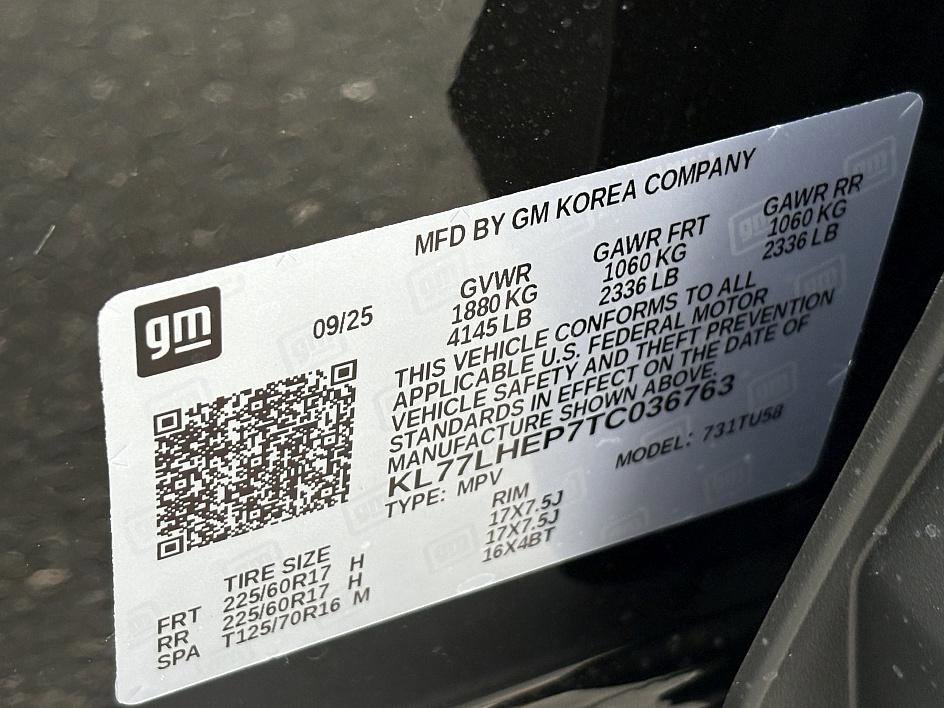 MFD BY GM KOREA COMPANY
gm
09/25
GVWR
1880 KG
4145 LB
GAWR FRT
1060 KG
2336 LB
GAWR RR
1060 KG
2336 LB
THIS VEHICLE CONFORMS TO ALL
APPLICABLE U.S. FEDERAL MOTOR
VEHICLE SAFETY AND THEFT PREVENTION
STANDARDS IN EFFECT ON THE DATE OF
MANUFACTURE SHOWN ABOVE.
KL77LHEP7TC036763
TYPE: MPV MODEL: 731TU58
TIRE SIZE RIM
FRT 225/60R17 H 17X7.5J
RR 225/60R17 H 17X7.5J
SPA T125/70R16 M 16X4BT